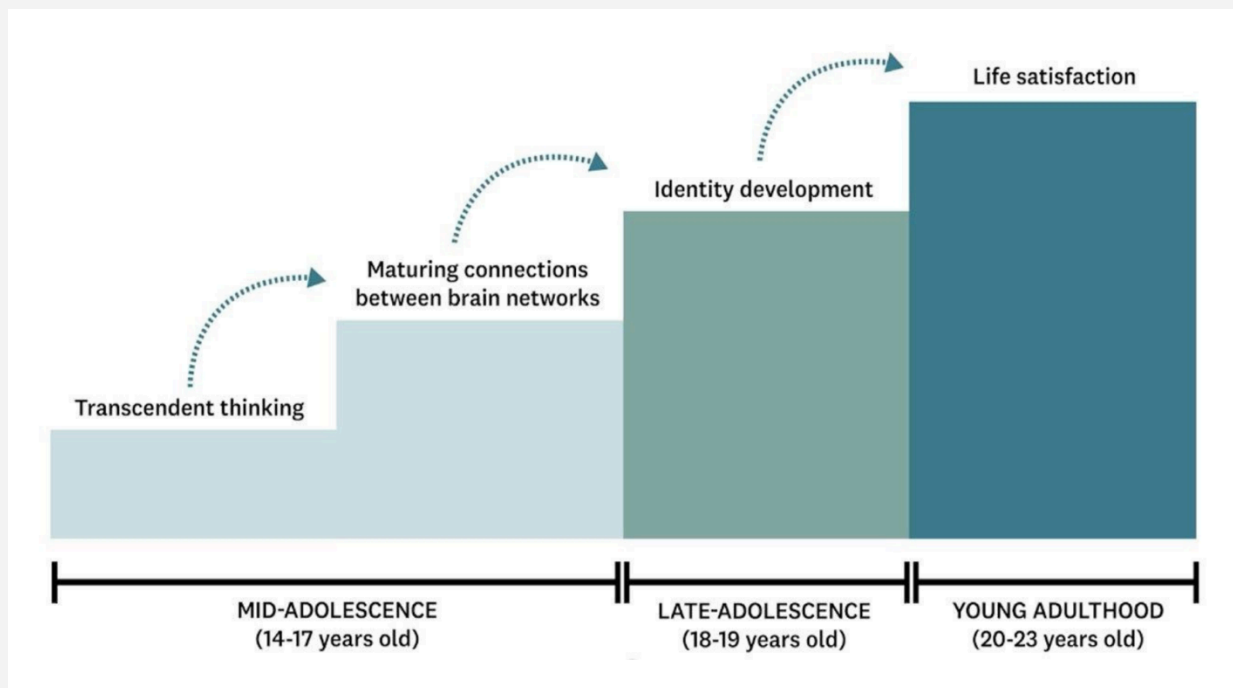 Life satisfaction
Identity development
Maturing connections
between brain networks
Transcendent thinking
MID-ADOLESCENCE
(14-17 years old)
LATE-ADOLESCENCE
(18-19 years old)
YOUNG ADULTHOOD
(20-23 years old)